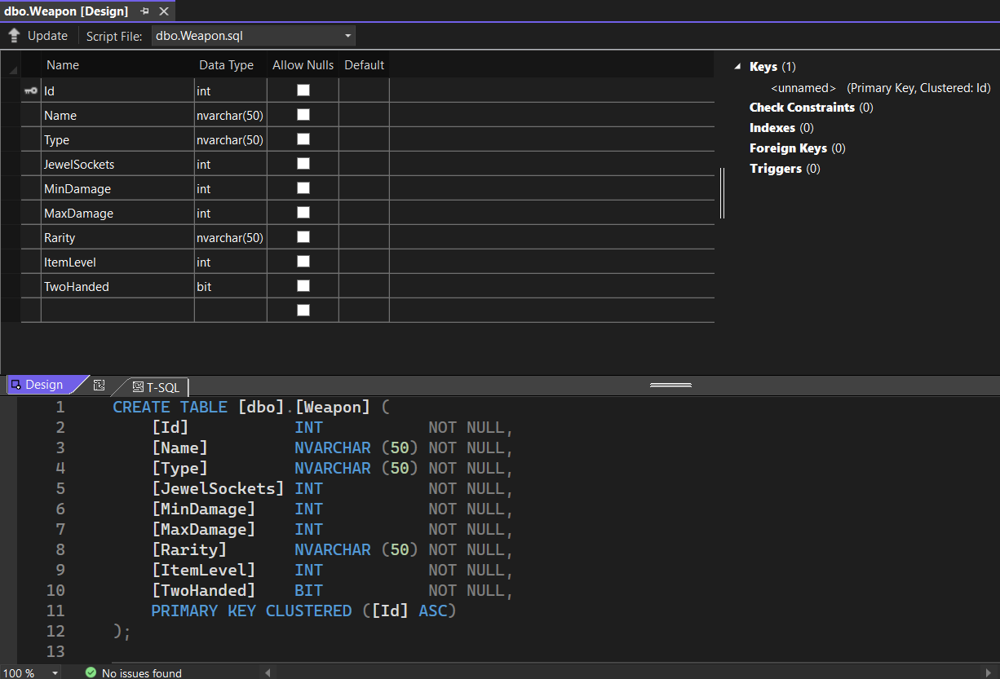 dbo.Weapon [Design]
Update Script File: dbo.Weapon.sql
Name Data Type Allow Nulls Default
Id int
Name nvarchar(50)
Type nvarchar(50)
JewelSockets int
MinDamage int
MaxDamage int
Rarity nvarchar(50)
ItemLevel int
TwoHanded bit
Keys (1)
<unnamed> (Primary Key, Clustered: Id)
Check Constraints (0)
Indexes (0)
Foreign Keys (0)
Triggers (0)
Design T-SQL
1 CREATE TABLE [dbo].[Weapon] (
2 [Id] INT NOT NULL,
3 [Name] NVARCHAR (50) NOT NULL,
4 [Type] NVARCHAR (50) NOT NULL,
5 [JewelSockets] INT NOT NULL,
6 [MinDamage] INT NOT NULL,
7 [MaxDamage] INT NOT NULL,
8 [Rarity] NVARCHAR (50) NOT NULL,
9 [ItemLevel] INT NOT NULL,
10 [TwoHanded] BIT NOT NULL,
11 PRIMARY KEY CLUSTERED ([Id] ASC)
12 );
13
100 % No issues found